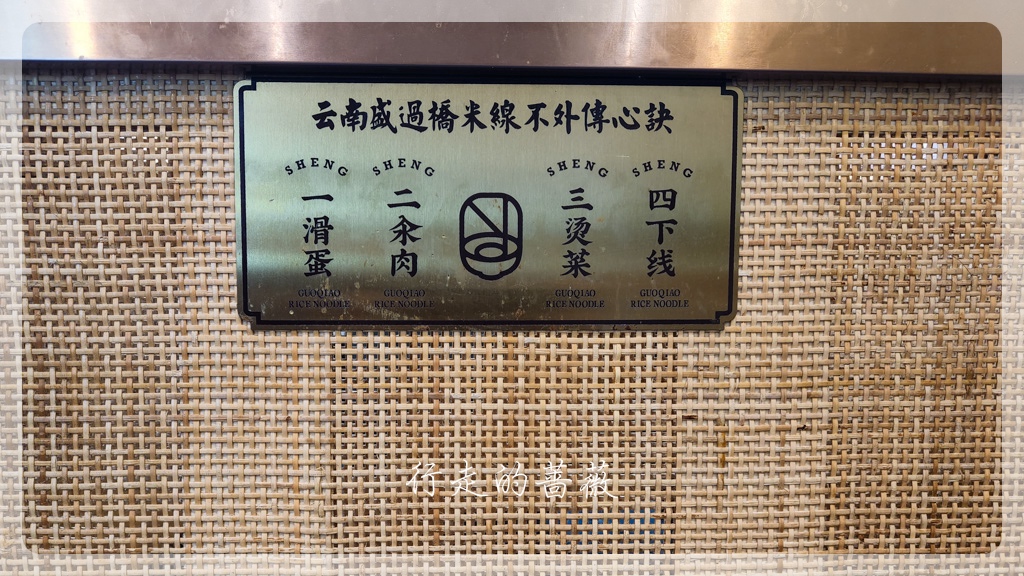 云南盛過橋米線不外傳心訣
SHENG
一滑蛋
GUOQIAO
RICE NOODLE
SHENG
二汆肉
GUOQIAO
RICE NOODLE
SHENG
三烫菜
GUOQIAO
RICE NOODLE
SHENG
四下线
GUOQIAO
RICE NOODLE
行走的蔷薇